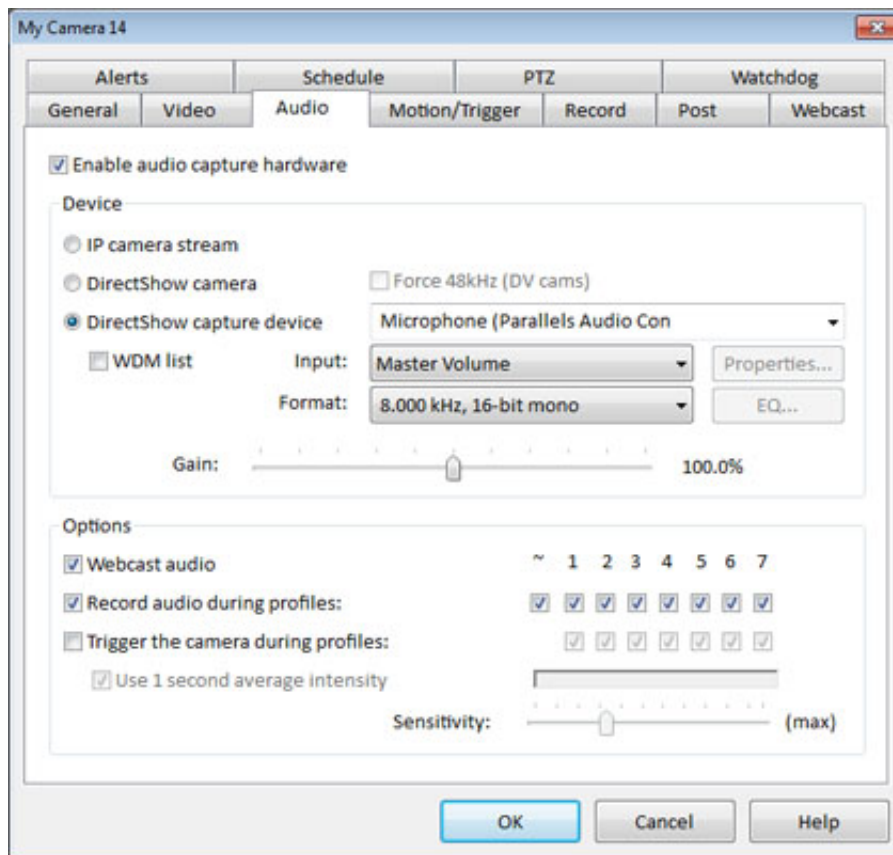 My Camera 14
Alerts Schedule PTZ Watchdog
General Video Audio Motion/Trigger Record Post Webcast
Enable audio capture hardware
Device
IP camera stream
DirectShow camera Force 48kHz (DV cams)
DirectShow capture device Microphone (Parallels Audio Con
WDM list Input: Master Volume Properties...
Format: 8.000 kHz, 16-bit mono EQ...
Gain: 100.0%
Options
Webcast audio ~ 1 2 3 4 5 6 7
Record audio during profiles:
Trigger the camera during profiles:
Use 1 second average intensity
Sensitivity: (max)
OK Cancel Help